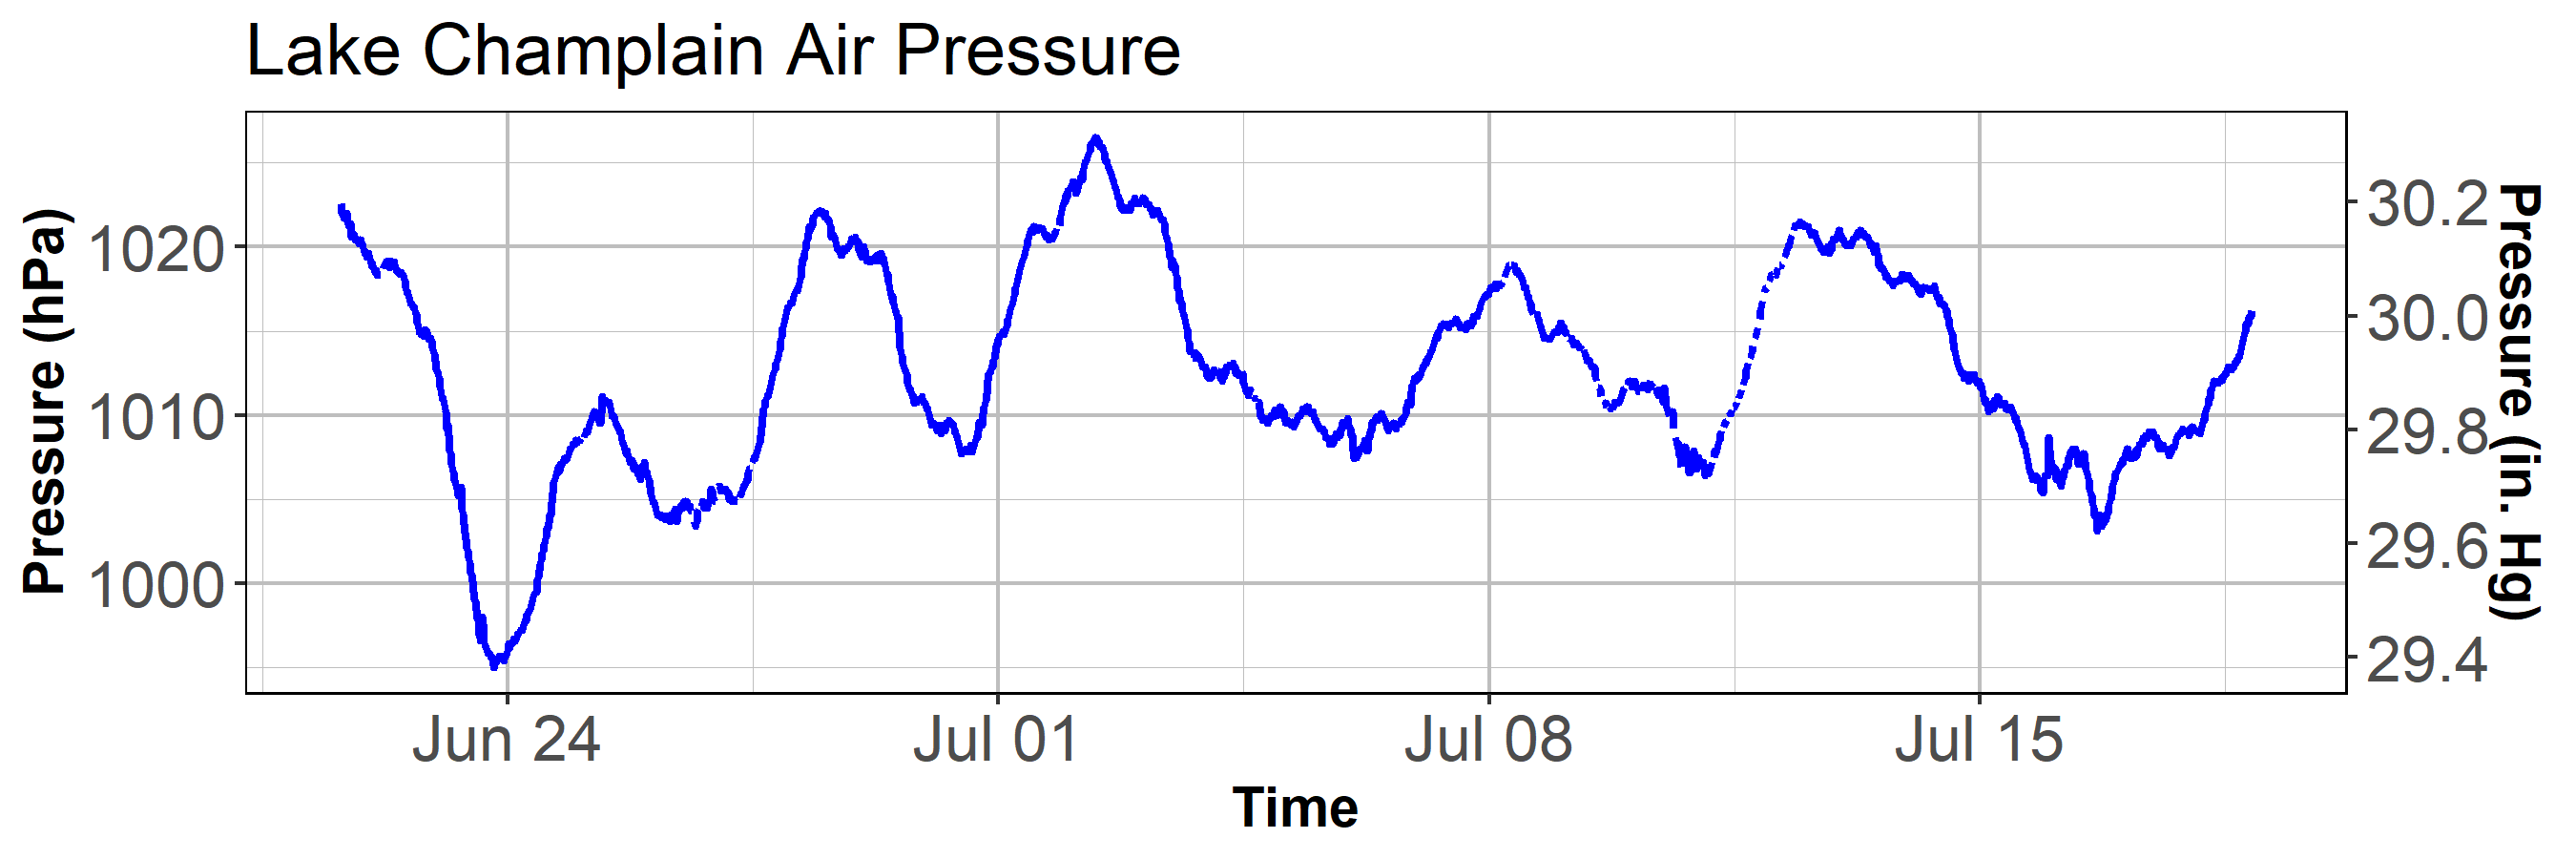 Lake Champlain Air Pressure
Pressure (hPa)
1020
1010
1000
30.2
30.0
29.8
29.6
29.4
Pressure (in. Hg)
Jun 24
Jul 01
Jul 08
Jul 15
Time